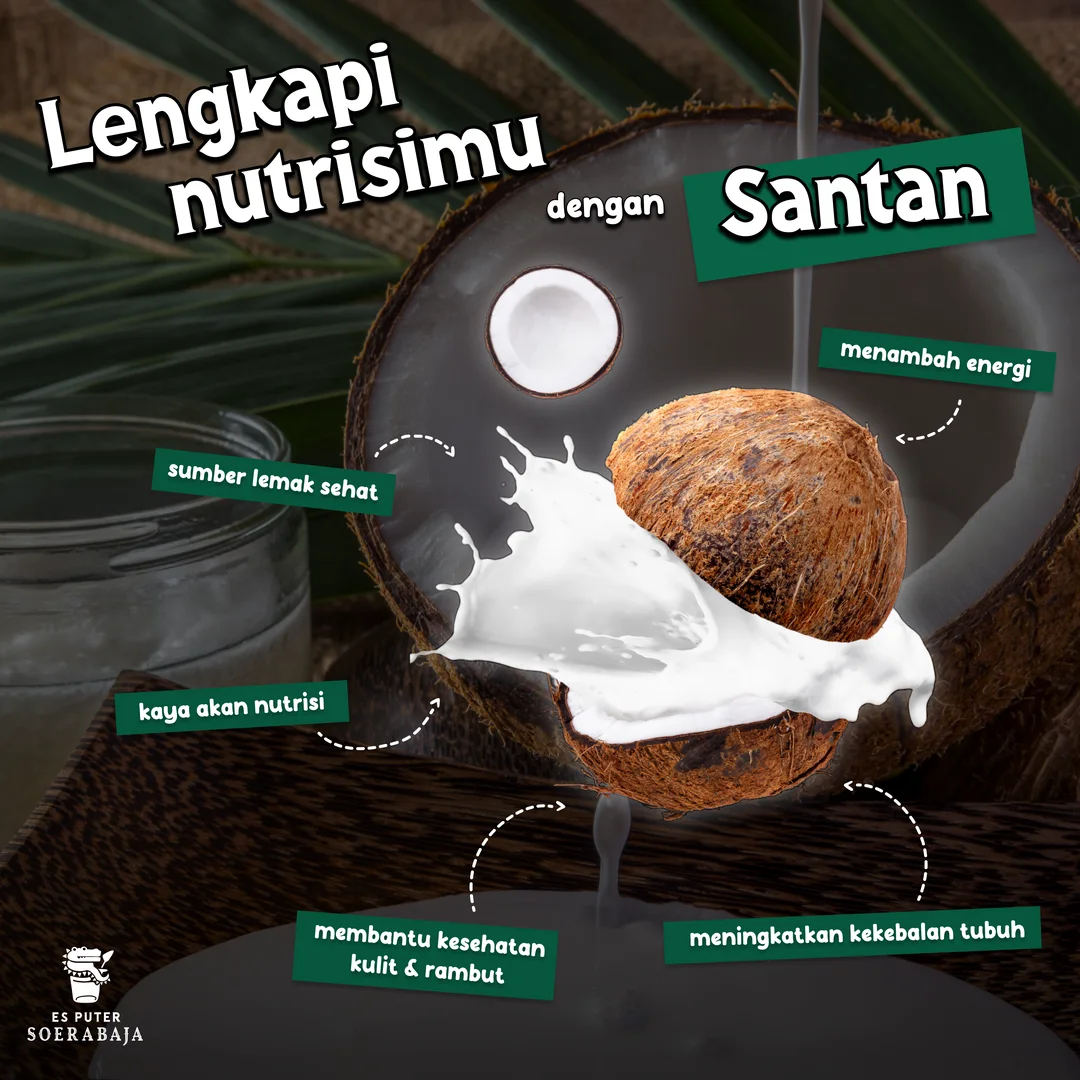 Lengkapi
nutrisimu
dengan
Santan
menambah energi
sumber lemak sehat
kaya akan nutrisi
membantu kesehatan
kulit & rambut
meningkatkan kekebalan tubuh
ES PUTER
SOERABAJA